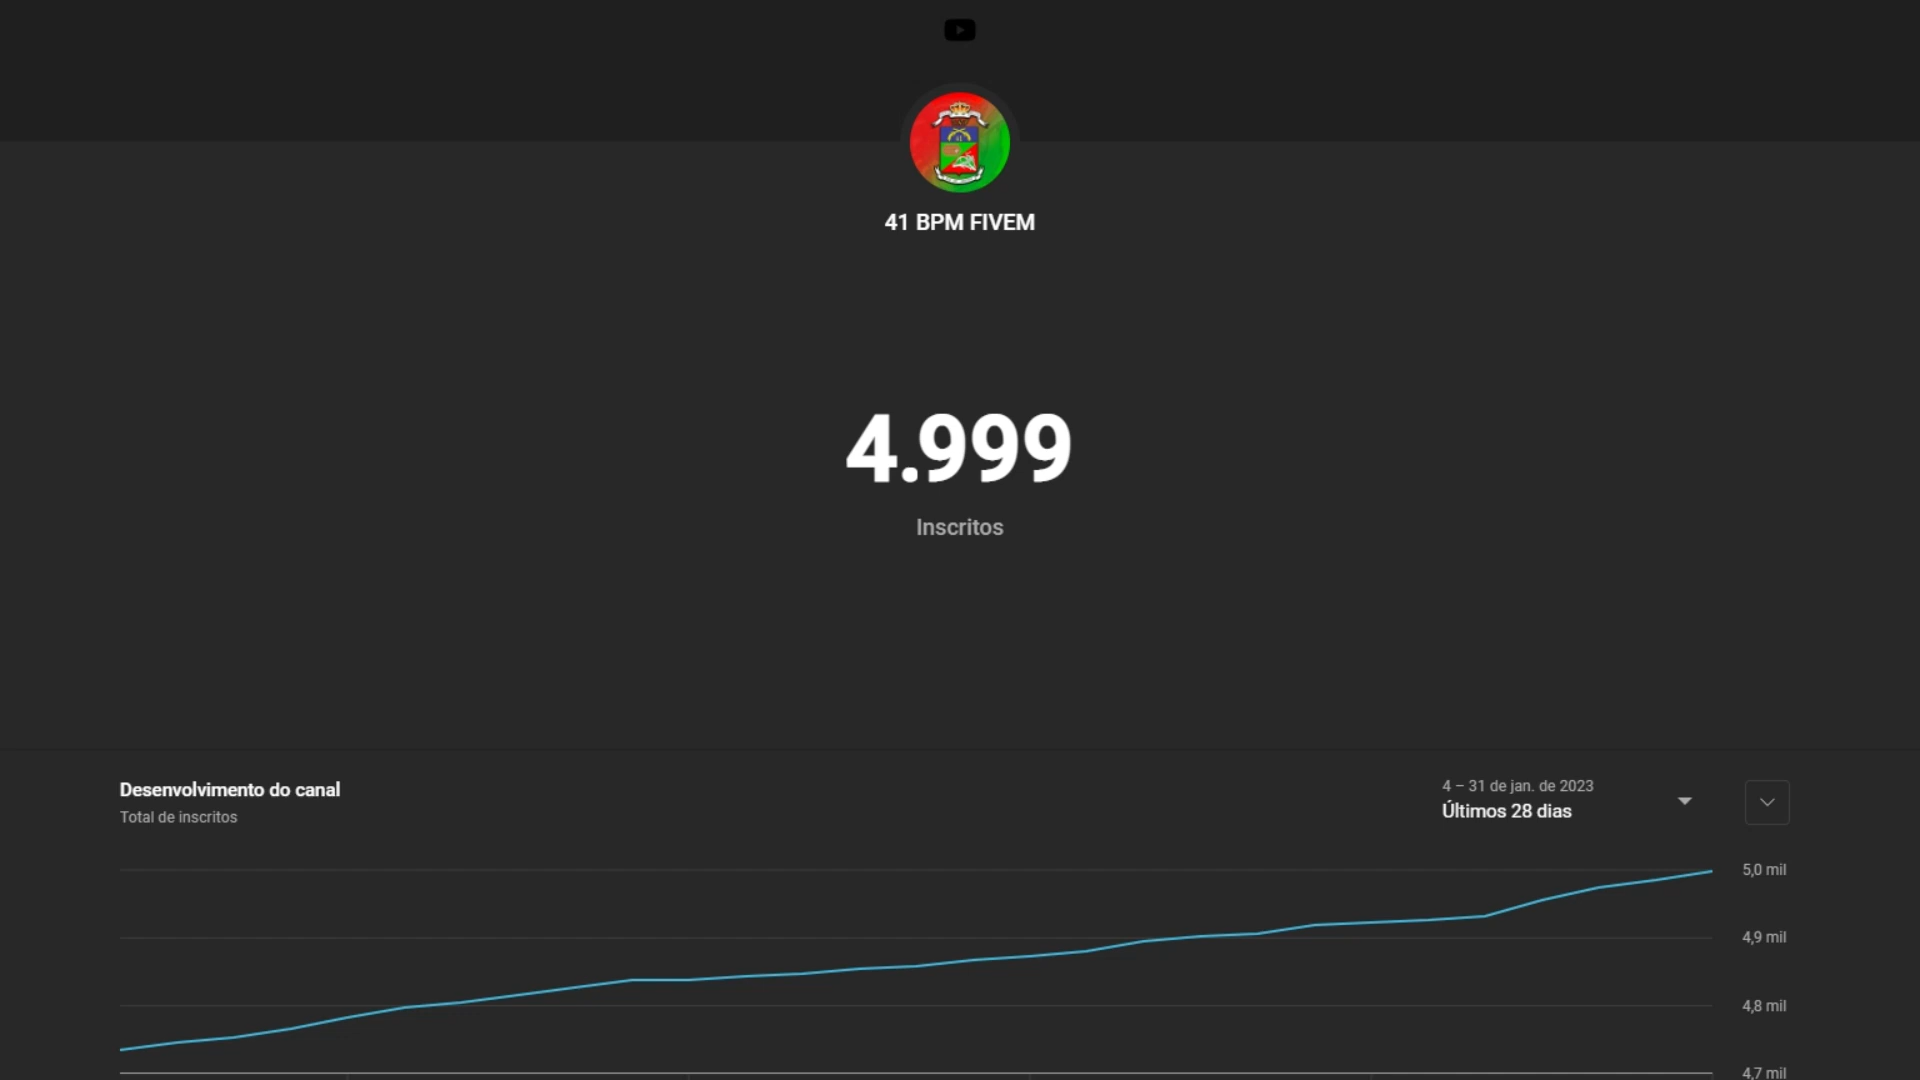 41 BPM FIVEM
4.999
Inscritos
Desenvolvimento do canal
Total de inscritos
4 – 31 de jan. de 2023
Últimos 28 dias
5,0 mil
4,9 mil
4,8 mil
4,7 mil